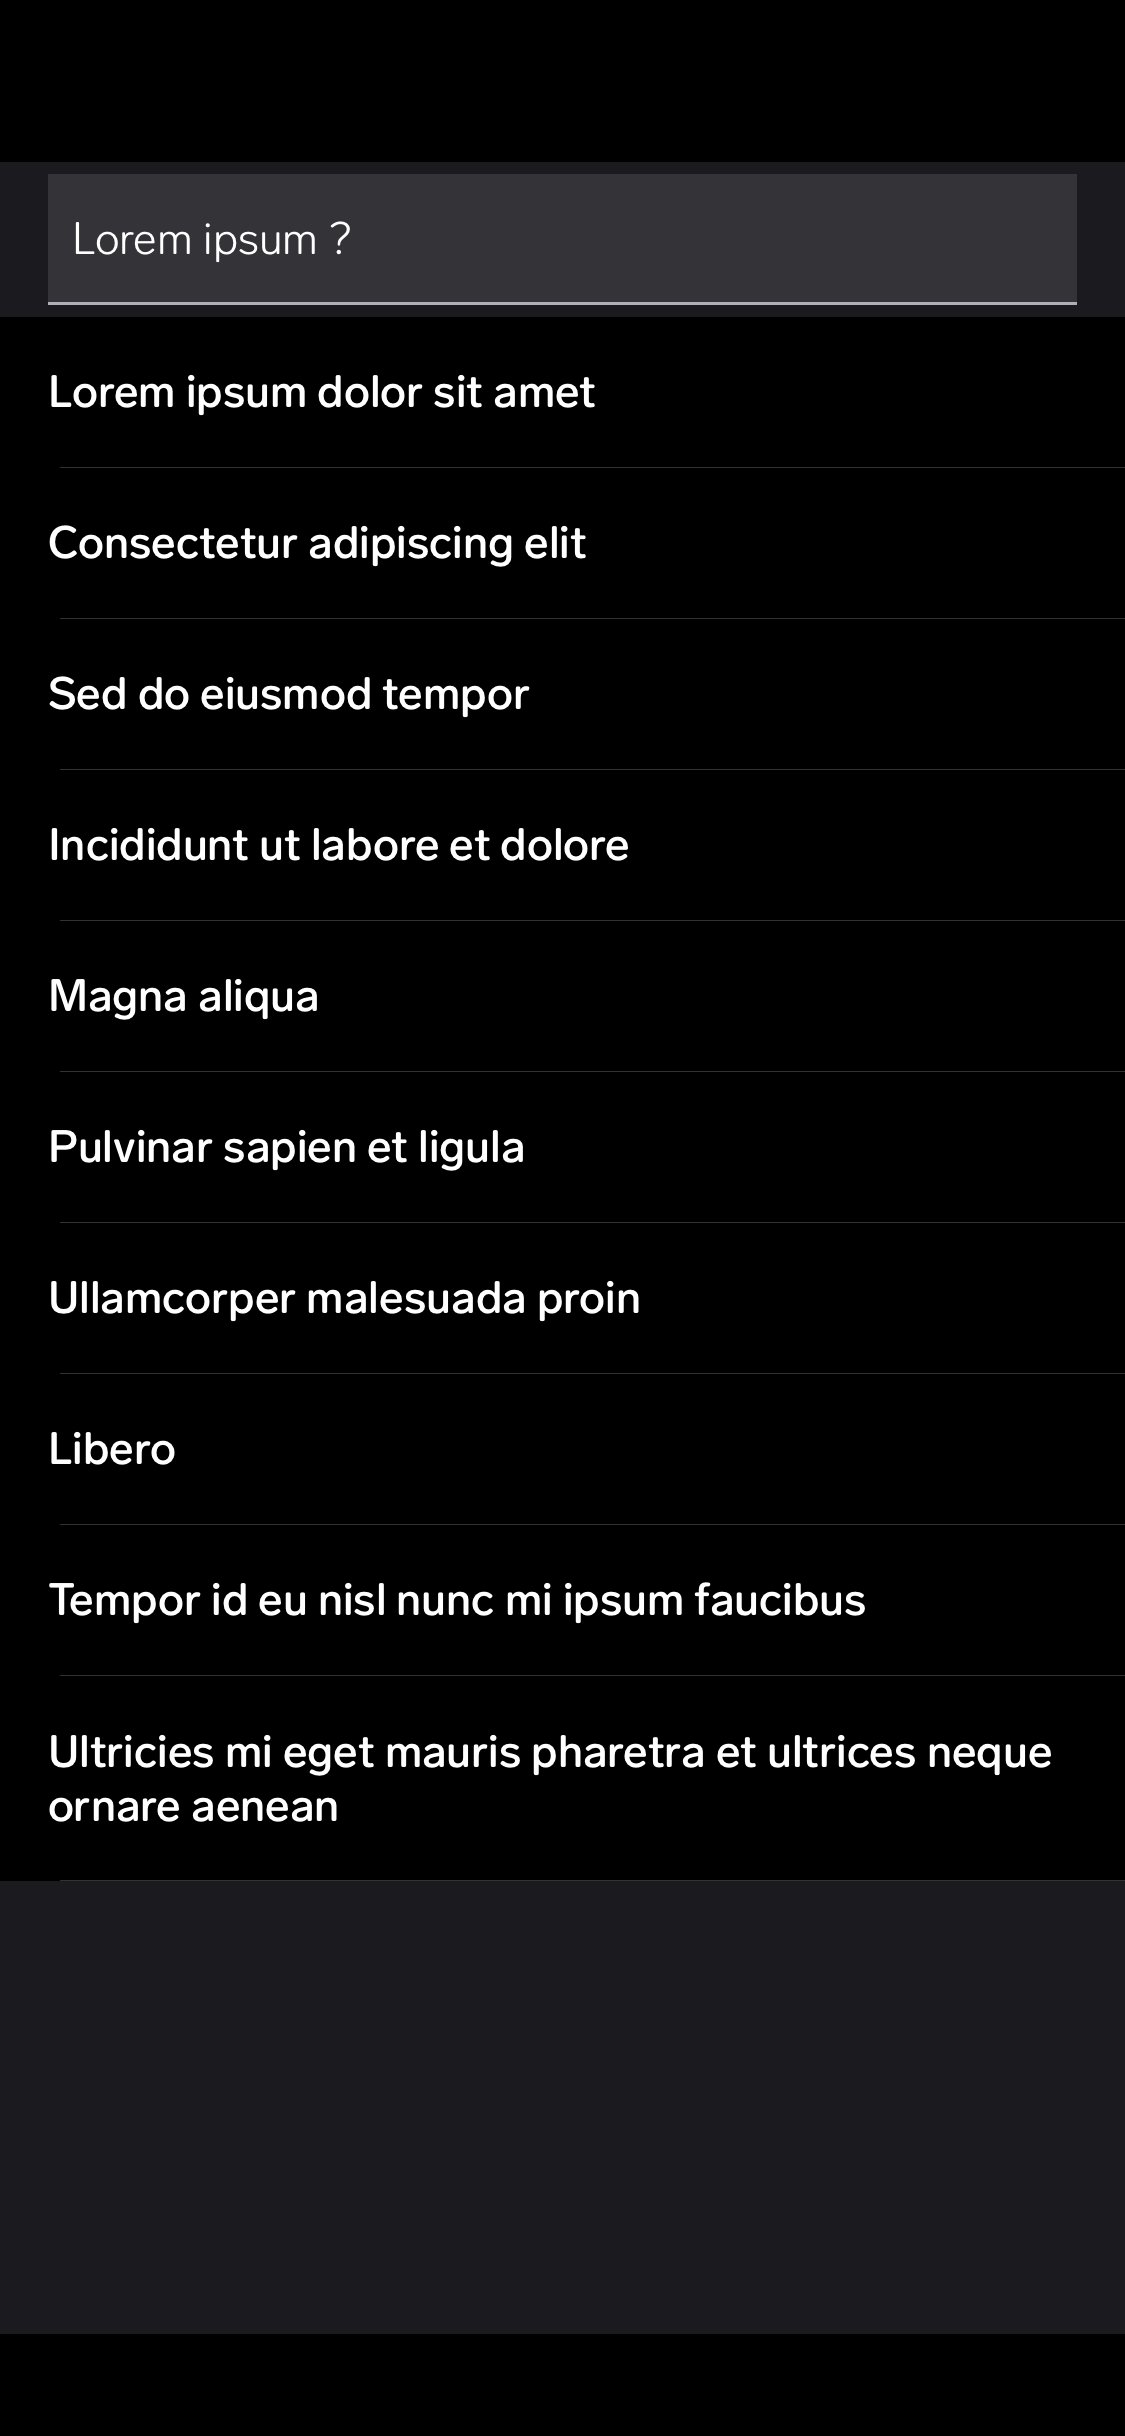 Lorem ipsum ?
Lorem ipsum dolor sit amet
Consectetur adipiscing elit
Sed do eiusmod tempor
Incididunt ut labore et dolore
Magna aliqua
Pulvinar sapien et ligula
Ullamcorper malesuada proin
Libero
Tempor id eu nisl nunc mi ipsum faucibus
Ultricies mi eget mauris pharetra et ultrices neque
ornare aenean